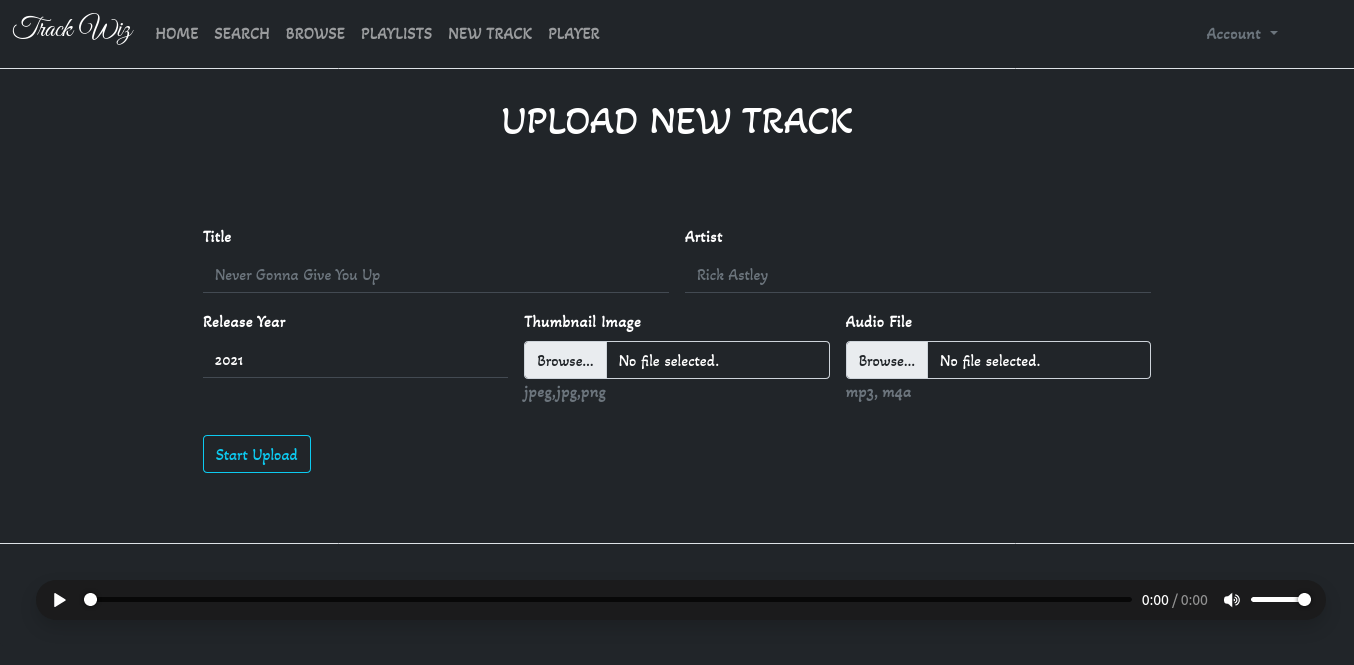 Track Wiz HOME SEARCH BROWSE PLAYLISTS NEW TRACK PLAYER Account
UPLOAD NEW TRACK
Title Artist
Never Gonna Give You Up Rick Astley
Release Year Thumbnail Image Audio File
2021 Browse... No file selected. Browse... No file selected.
jpeg,jpg,png mp3, m4a
Start Upload
0:00 / 0:00